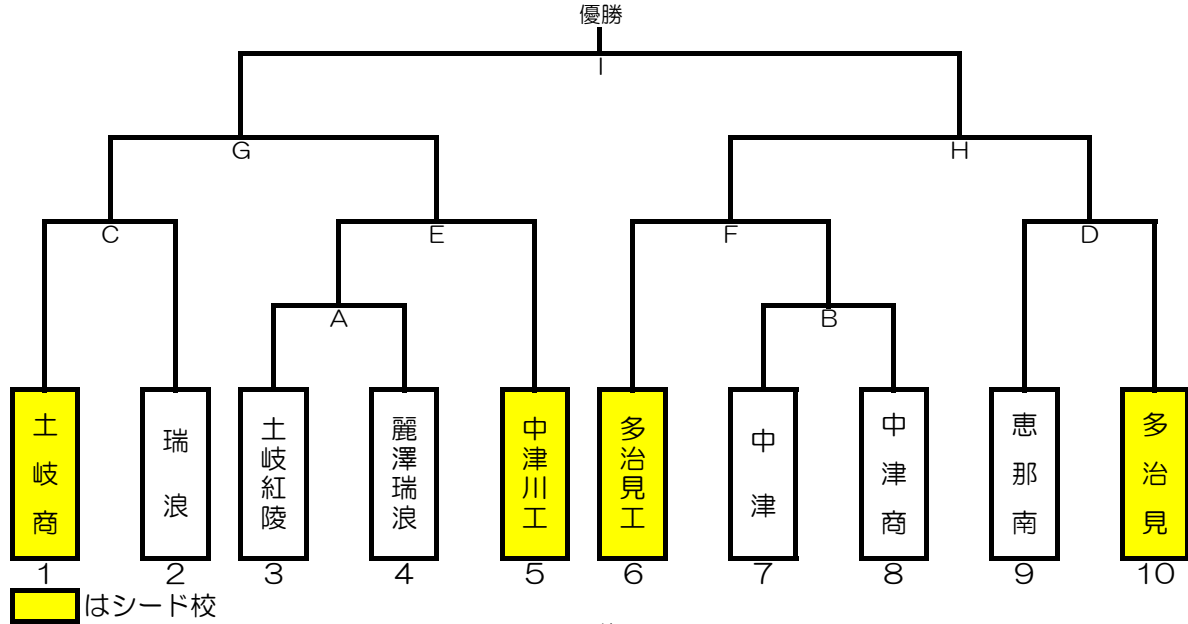 優勝
I
G
H
C
E
F
D
A
B
土岐商
瑞浪
土岐紅陵
麗澤瑞浪
中津川工
多治見工
中津
中津商
恵那南
多治見
1
2
3
4
5
6
7
8
9
10
はシード校